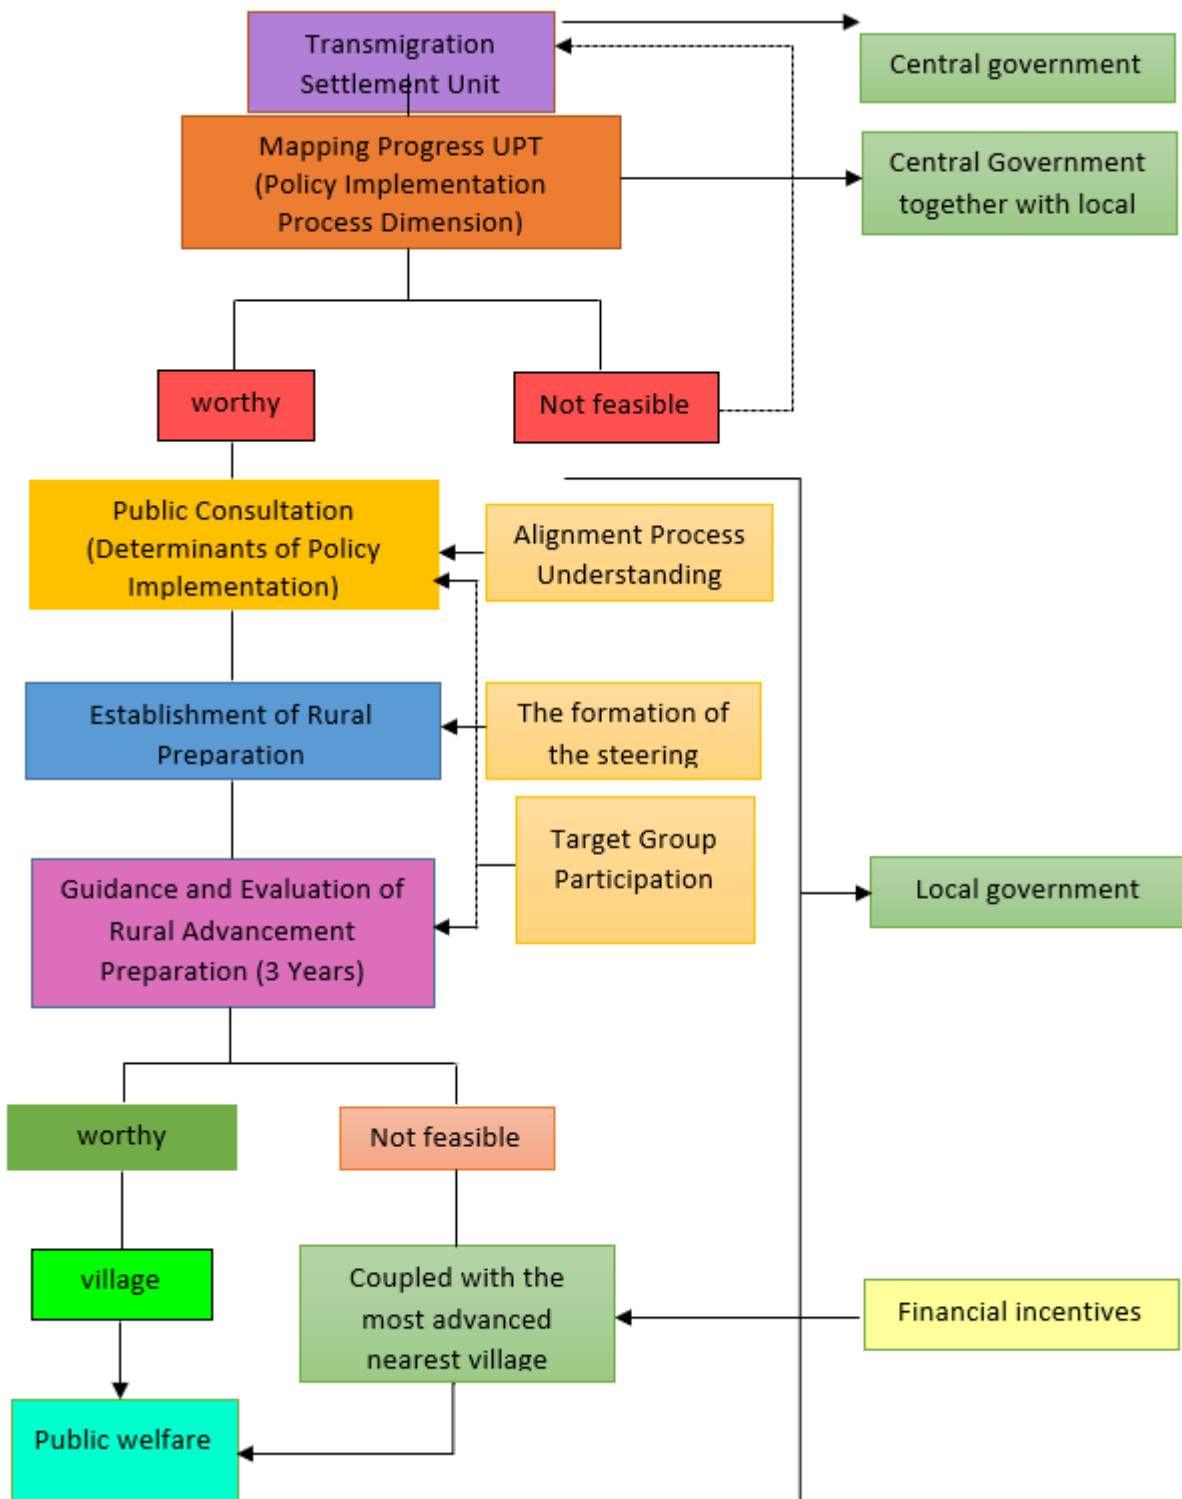 Transmigration
Settlement Unit
Central government
Mapping Progress UPT
(Policy Implementation
Process Dimension)
Central Government
together with local
worthy
Not feasible
Public Consultation
(Determinants of Policy
Implementation)
Alignment Process
Understanding
Establishment of Rural
Preparation
The formation of
the steering
Target Group
Participation
Guidance and Evaluation of
Rural Advancement
Preparation (3 Years)
Local government
worthy
Not feasible
village
Coupled with the
most advanced
nearest village
Financial incentives
Public welfare